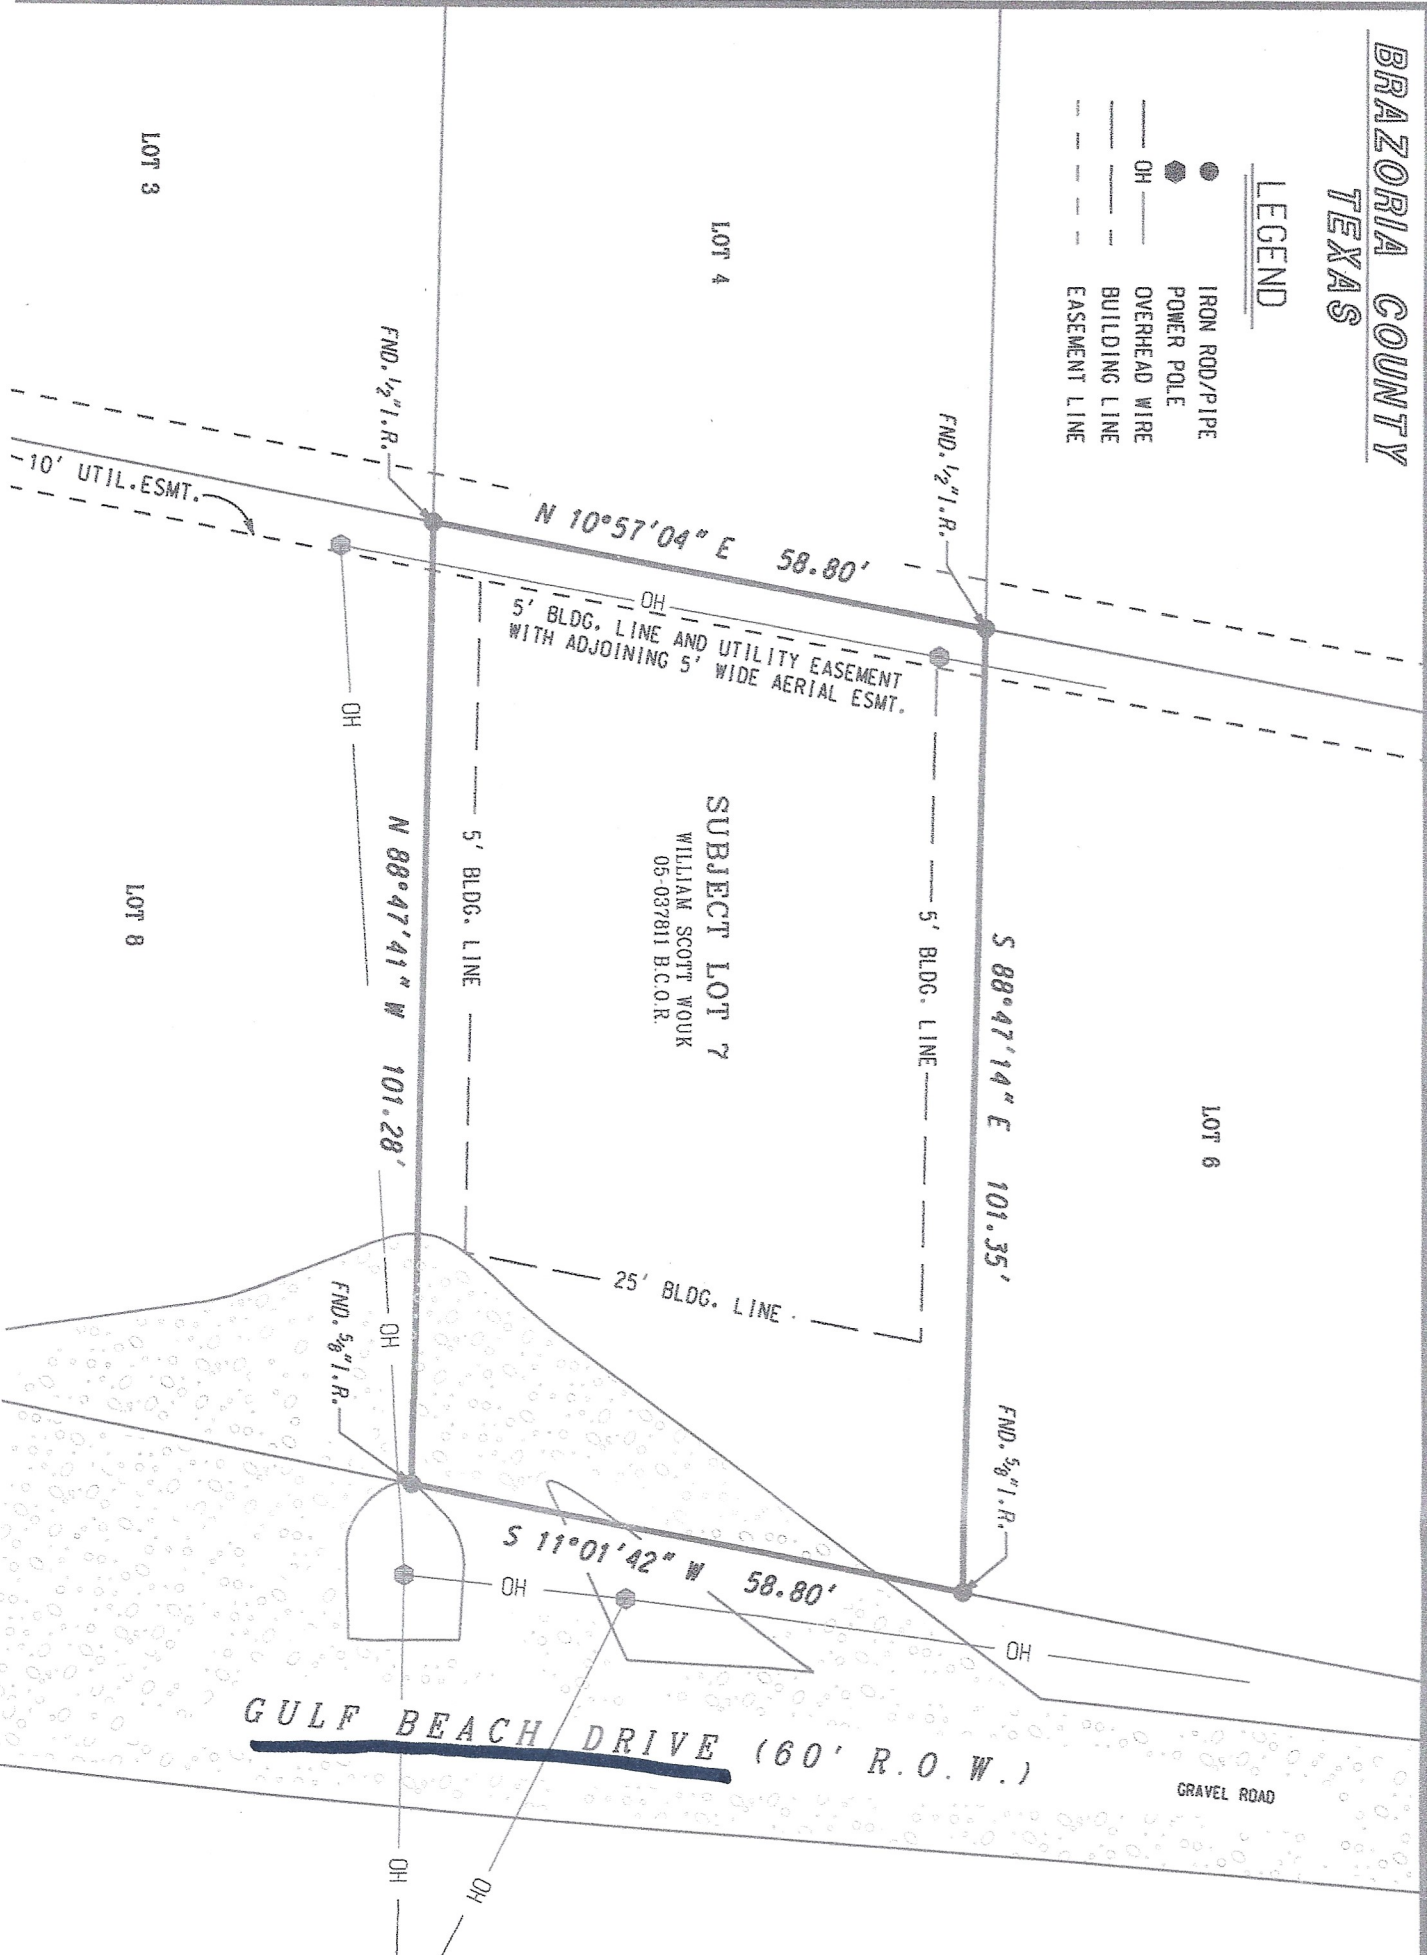 BRAZORIA COUNTY
TEXAS
LEGEND
IRON ROD/PIPE
POWER POLE
OH OVERHEAD WIRE
BUILDING LINE
EASEMENT LINE
LOT 3
LOT 4
FND. 1/2" I.R.
FND. 1/2" I.R.
10' UTIL.ESMT.
N 10°57'04" E 58.80'
OH
5' BLDG. LINE AND UTILITY EASEMENT
WITH ADJOINING 5' WIDE AERIAL ESMT.
OH
LOT 6
S 88°47'14" E 101.35'
5' BLDG. LINE
SUBJECT LOT 7
WILLIAM SCOTT WOUK
05-037811 B.C.O.R.
5' BLDG. LINE
N 88°47'41" W 101.28'
LOT 8
25' BLDG. LINE
OH
FND. 5/8" I.R.
FND. 5/8" I.R.
S 11°01'42" W 58.80'
OH
OH
GULF BEACH DRIVE (60' R.O.W.)
GRAVEL ROAD
OH
OH